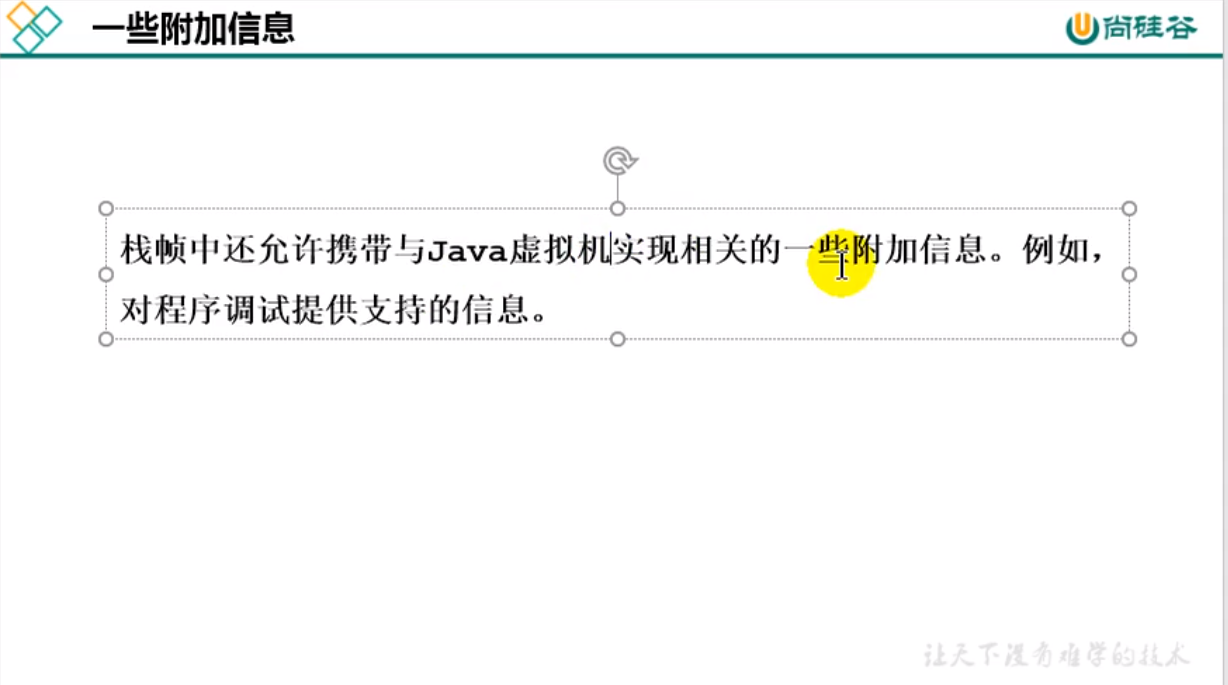 一些附加信息
尚硅谷
栈帧中还允许携带与Java虚拟机实现相关的一些附加信息。例如，
对程序调试提供支持的信息。
让天下没有难学的技术